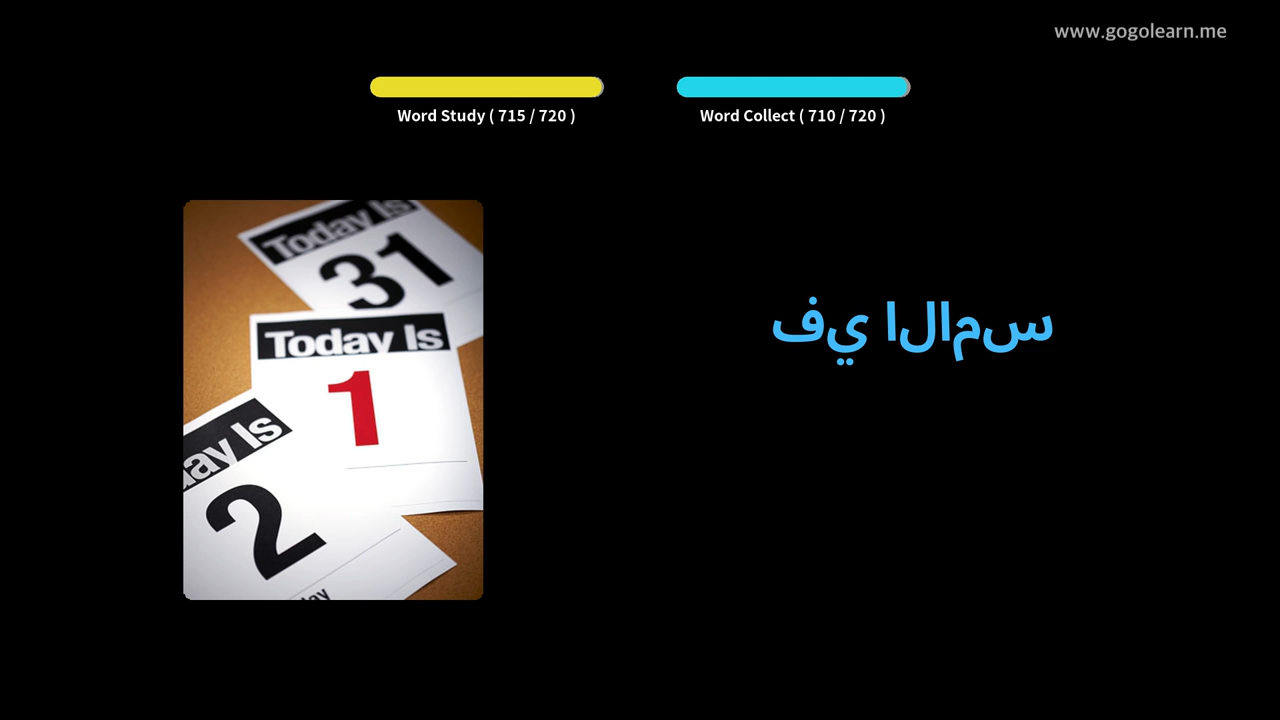 www.gogolearn.me
Word Study ( 715 / 720 )
Word Collect ( 710 / 720 )
Today Is
31
Today Is
1
day Is
2
في الامس